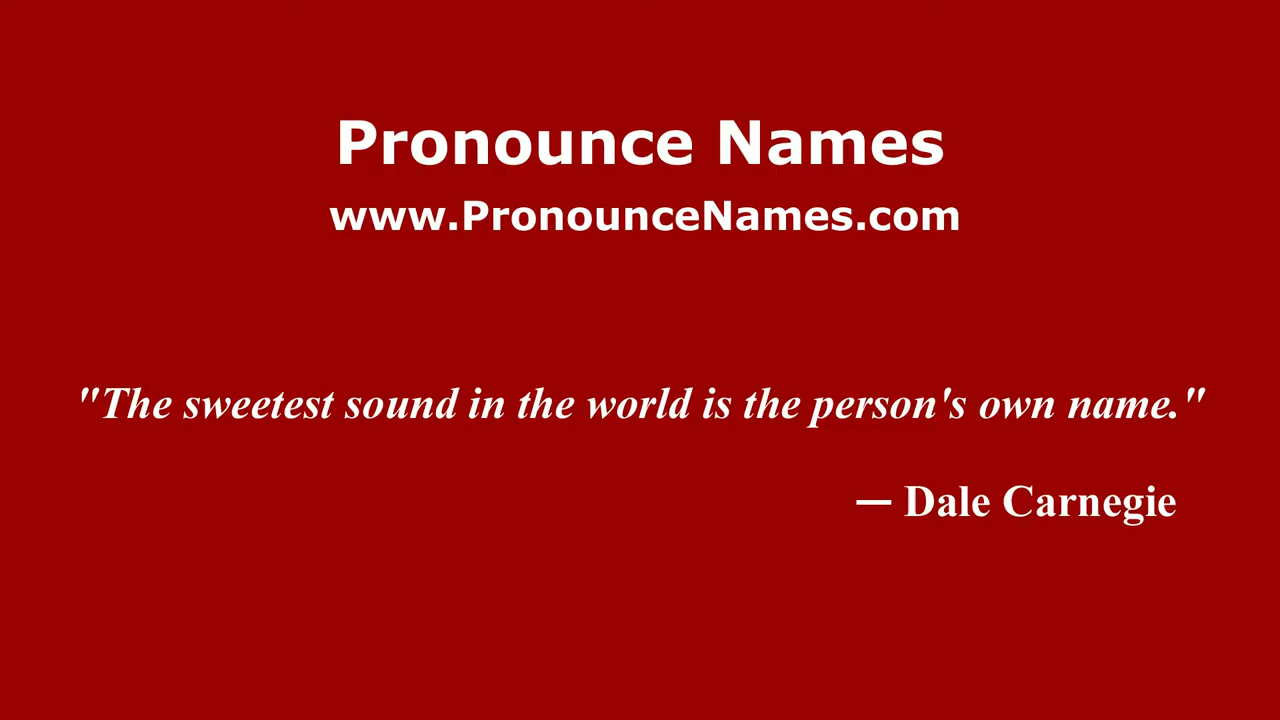 Pronounce Names
www.PronounceNames.com
"The sweetest sound in the world is the person's own name."
— Dale Carnegie